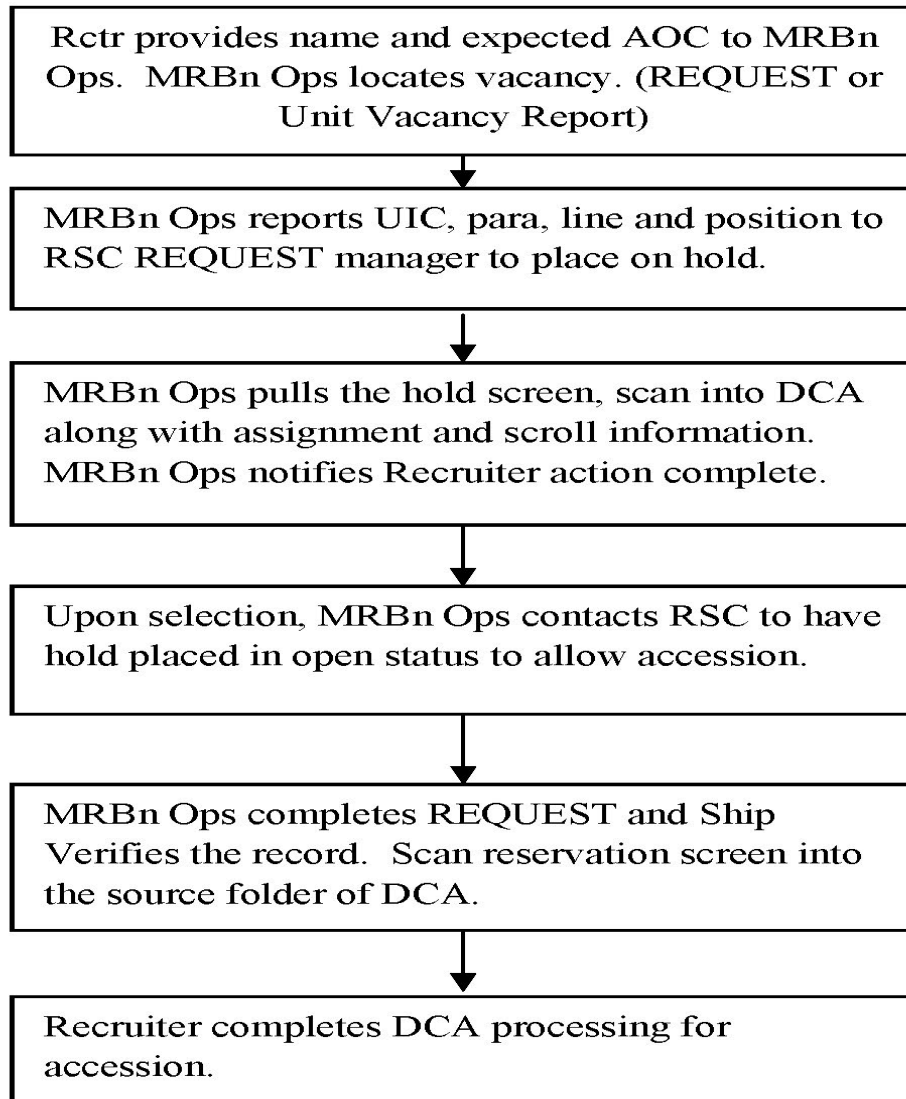 Rctr provides name and expected AOC to MRBn
Ops.  MRBn Ops locates vacancy. (REQUEST or
Unit Vacancy Report)
MRBn Ops reports UIC, para, line and position to
RSC REQUEST manager to place on hold.
MRBn Ops pulls the hold screen, scan into DCA
along with assignment and scroll information.
MRBn Ops notifies Recruiter action complete.
Upon selection, MRBn Ops contacts RSC to have
hold placed in open status to allow accession.
MRBn Ops completes REQUEST and Ship
Verifies the record.  Scan reservation screen into
the source folder of DCA.
Recruiter completes DCA processing for
accession.